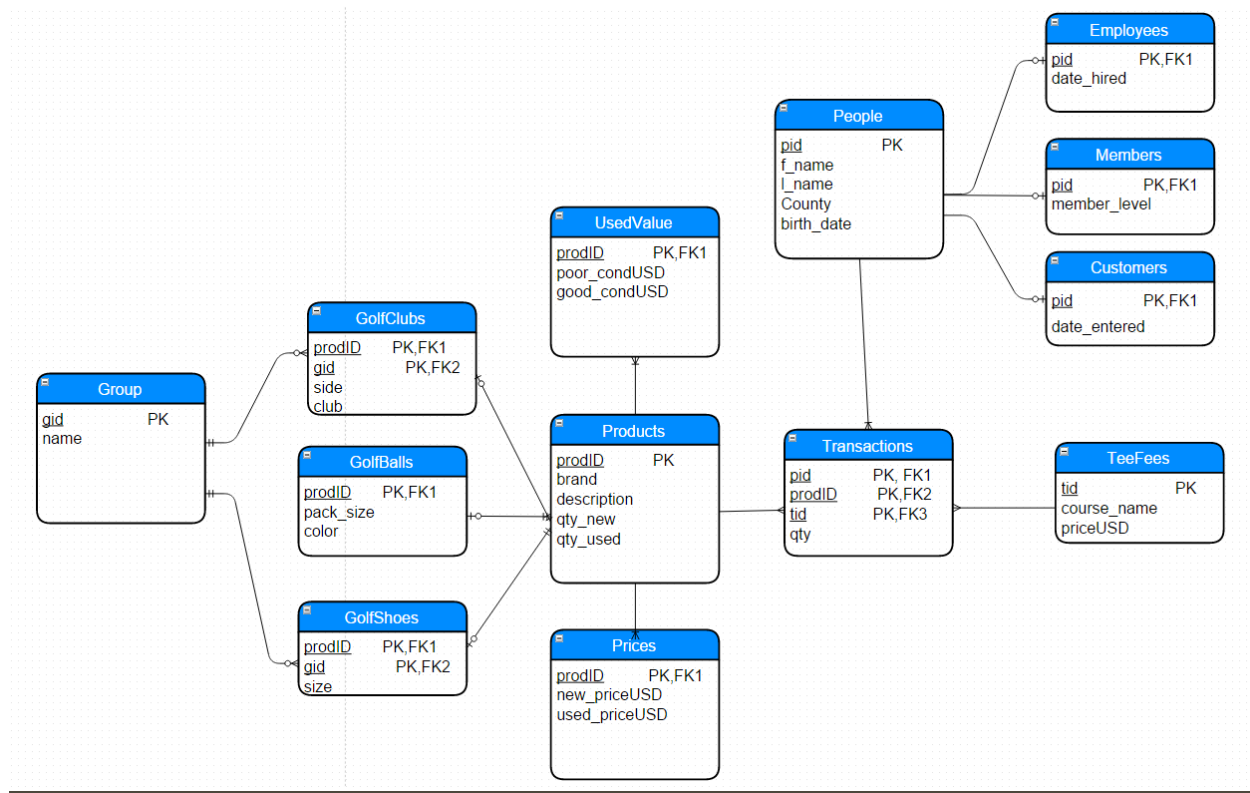 Employees
pid PK,FK1
date_hired
People
pid PK
f_name
l_name
County
birth_date
Members
pid PK,FK1
member_level
Customers
pid PK,FK1
date_entered
UsedValue
prodID PK,FK1
poor_condUSD
good_condUSD
GolfClubs
prodID PK,FK1
gid PK,FK2
side
club
Group
gid PK
name
GolfBalls
prodID PK,FK1
pack_size
color
Products
prodID PK
brand
description
qty_new
qty_used
Transactions
pid PK, FK1
prodID PK,FK2
tid PK,FK3
qty
TeeFees
tid PK
course_name
priceUSD
GolfShoes
prodID PK,FK1
gid PK,FK2
size
Prices
prodID PK,FK1
new_priceUSD
used_priceUSD